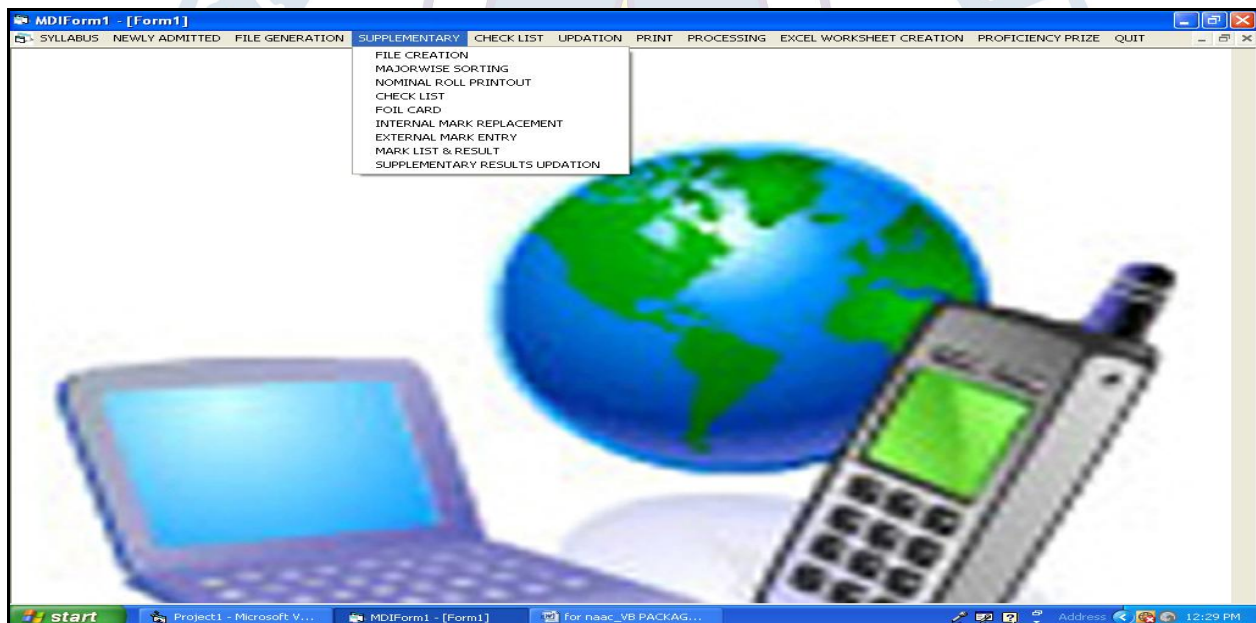 MDIForm1 - [Form1]
SYLLABUS NEWLY ADMITTED FILE GENERATION SUPPLEMENTARY CHECK LIST UPDATION PRINT PROCESSING EXCEL WORKSHEET CREATION PROFICIENCY PRIZE QUIT
FILE CREATION
MAJORWISE SORTING
NOMINAL ROLL PRINTOUT
CHECK LIST
FOIL CARD
INTERNAL MARK REPLACEMENT
EXTERNAL MARK ENTRY
MARK LIST & RESULT
SUPPLEMENTARY RESULTS UPDATION
start Project1 - Microsoft V... MDIForm1 - [Form1] for naac_VB PACKAG... Address 12:29 PM